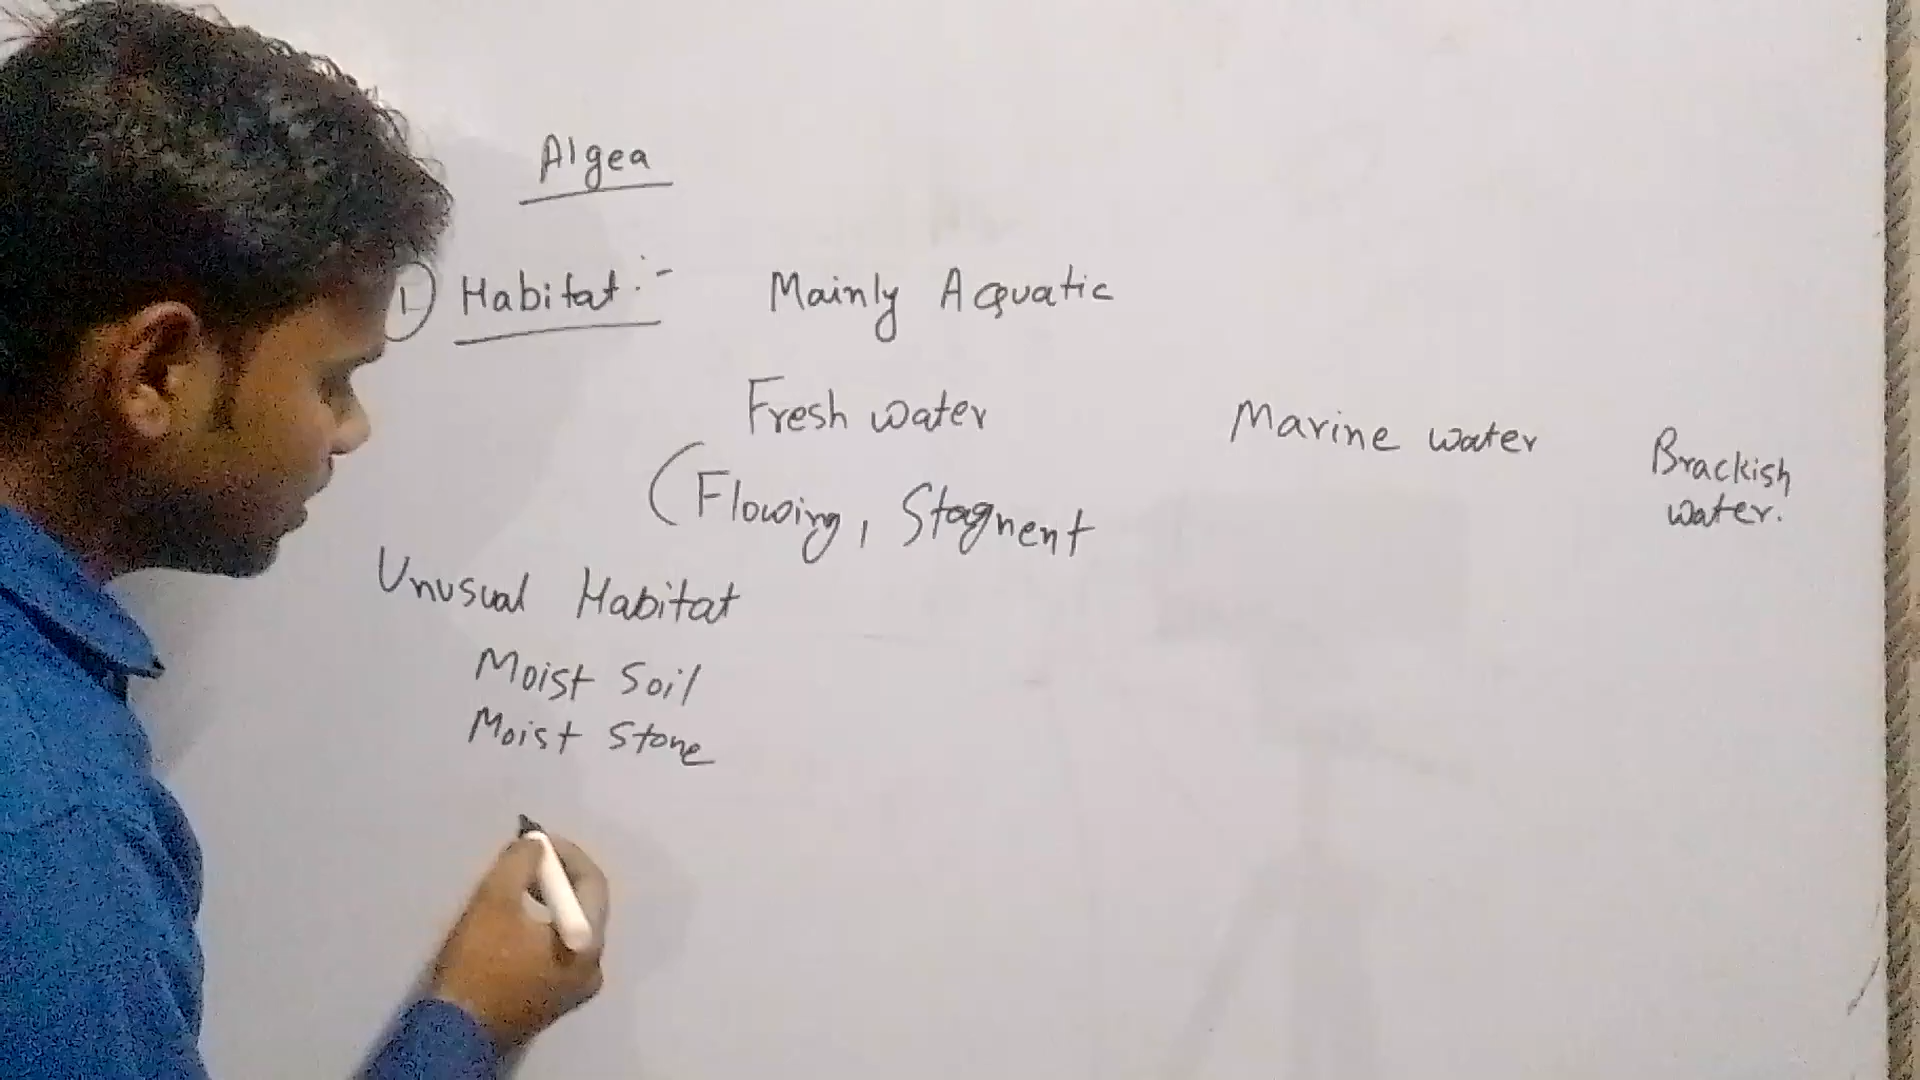 Algea
1. Habitat :- Mainly Aquatic
Fresh water Marine water Brackish
water.
(Flowing, Stagnent
Unusual Habitat
Moist Soil
Moist Stone